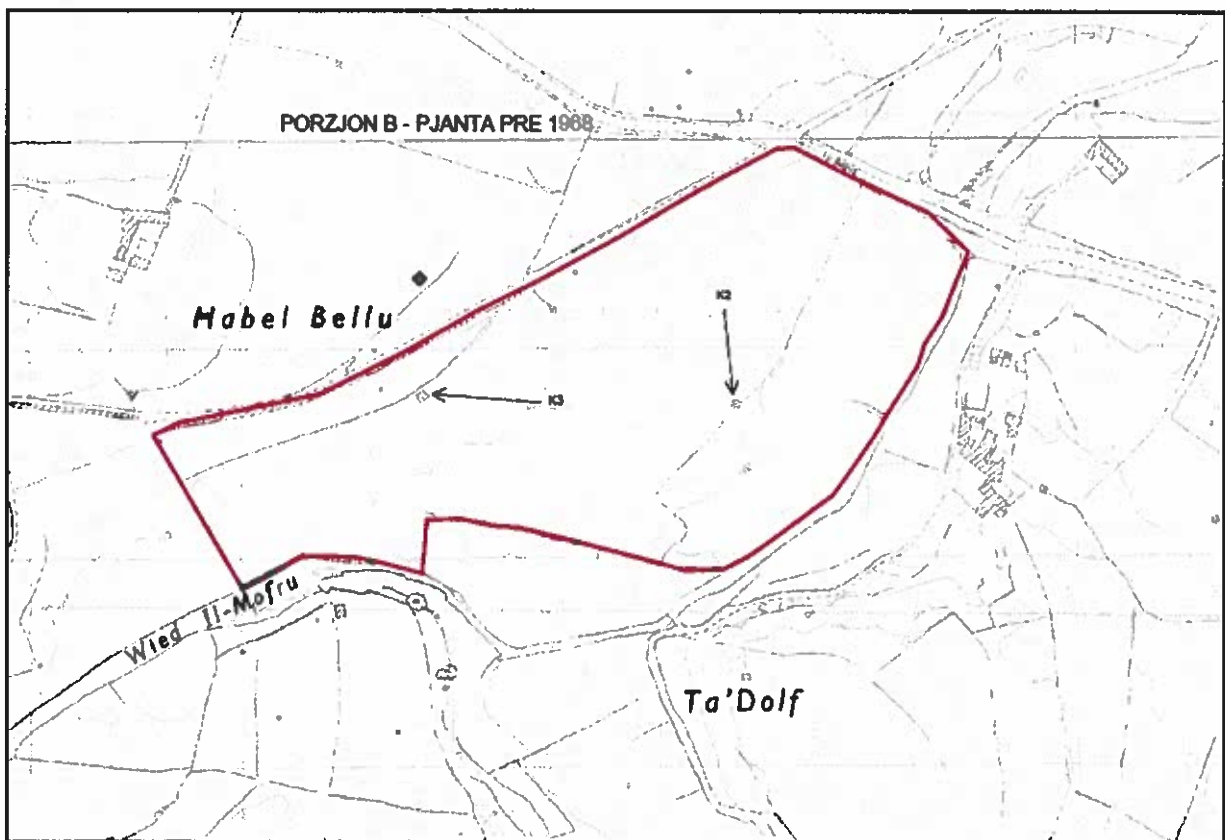 PORZJON B - PJANTA PRE 1968
Habel Bellu
K2
K3
Wied Il-Mofru
Ta'Dolf